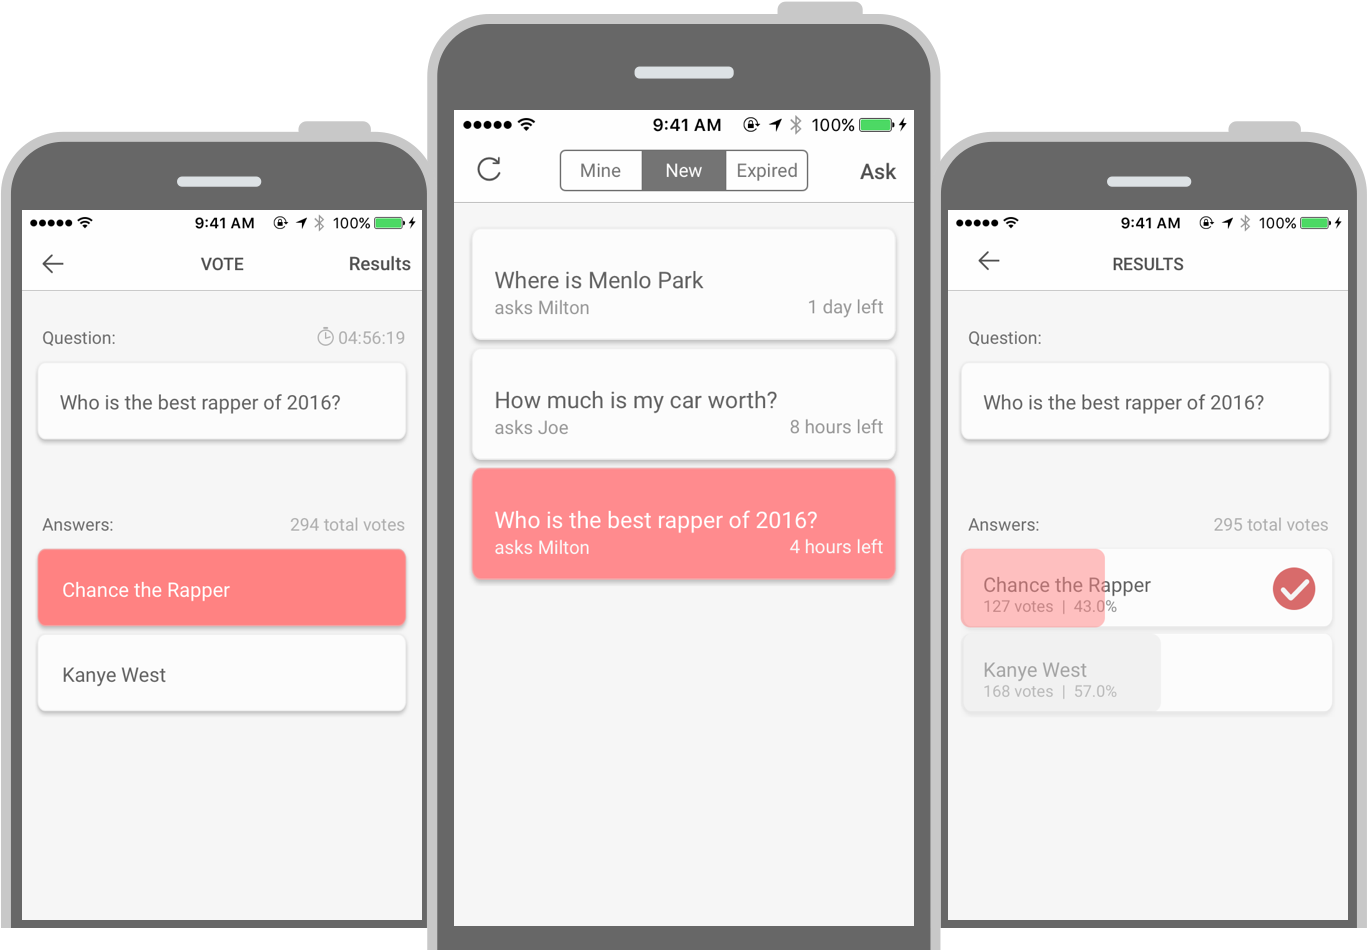 9:41 AM 100%
VOTE Results
Question: 04:56:19
Who is the best rapper of 2016?
Answers: 294 total votes
Chance the Rapper
Kanye West
9:41 AM 100%
Mine New Expired Ask
Where is Menlo Park
asks Milton 1 day left
How much is my car worth?
asks Joe 8 hours left
Who is the best rapper of 2016?
asks Milton 4 hours left
9:41 AM 100%
RESULTS
Question:
Who is the best rapper of 2016?
Answers: 295 total votes
Chance the Rapper
127 votes | 43.0%
Kanye West
168 votes | 57.0%